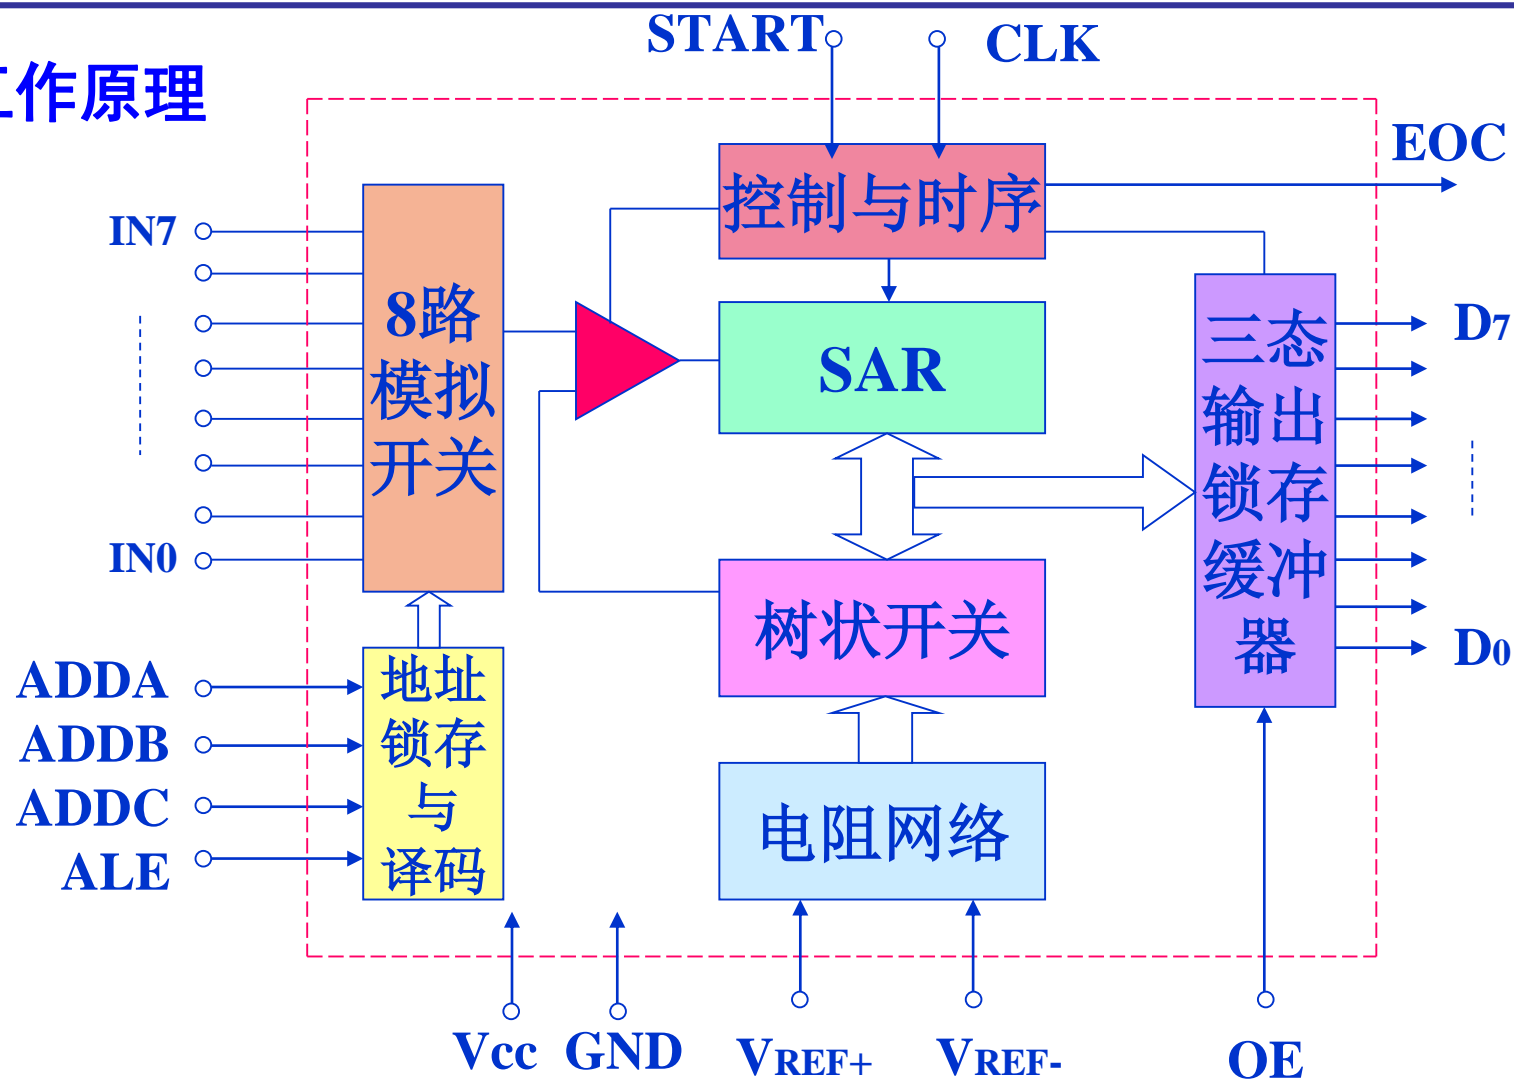 START
CLK
工作原理
EOC
控制与时序
IN7
8路
模拟
开关
SAR
三态
输出
锁存
缓冲
器
D7
IN0
树状开关
D0
ADDA
ADDB
ADDC
ALE
地址
锁存
与
译码
电阻网络
Vcc
GND
VREF+
VREF-
OE